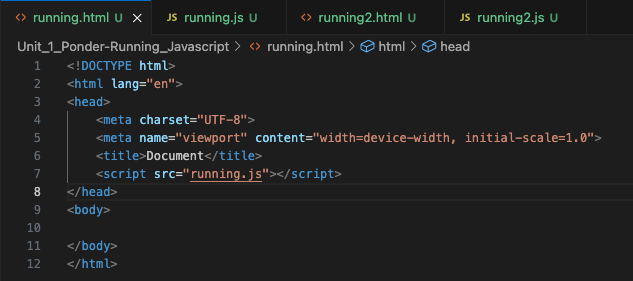 running.html U × JS running.js U running2.html U JS running2.js U
Unit_1_Ponder-Running_Javascript > running.html > html > head
1 <!DOCTYPE html>
2 <html lang="en">
3 <head>
4     <meta charset="UTF-8">
5     <meta name="viewport" content="width=device-width, initial-scale=1.0">
6     <title>Document</title>
7     <script src="running.js"></script>
8 </head>
9 <body>
10
11 </body>
12 </html>